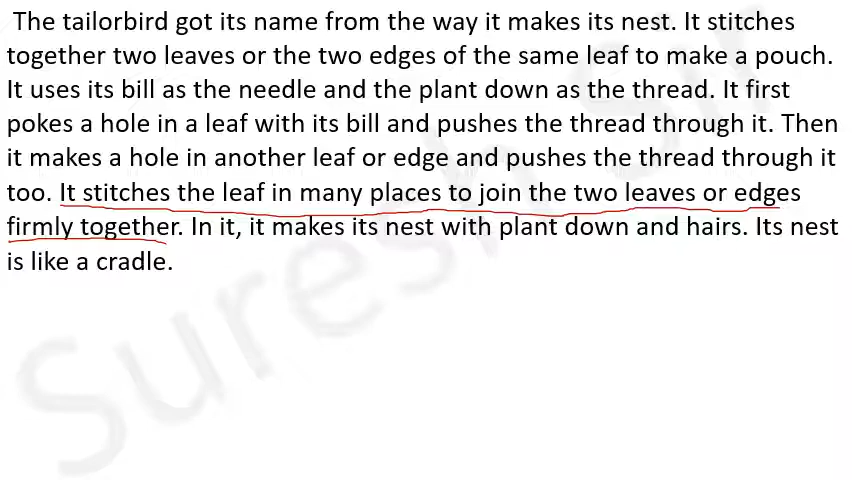 The tailorbird got its name from the way it makes its nest. It stitches
together two leaves or the two edges of the same leaf to make a pouch.
It uses its bill as the needle and the plant down as the thread. It first
pokes a hole in a leaf with its bill and pushes the thread through it. Then
it makes a hole in another leaf or edge and pushes the thread through it
too. It stitches the leaf in many places to join the two leaves or edges
firmly together. In it, it makes its nest with plant down and hairs. Its nest
is like a cradle.
Suresh Sir